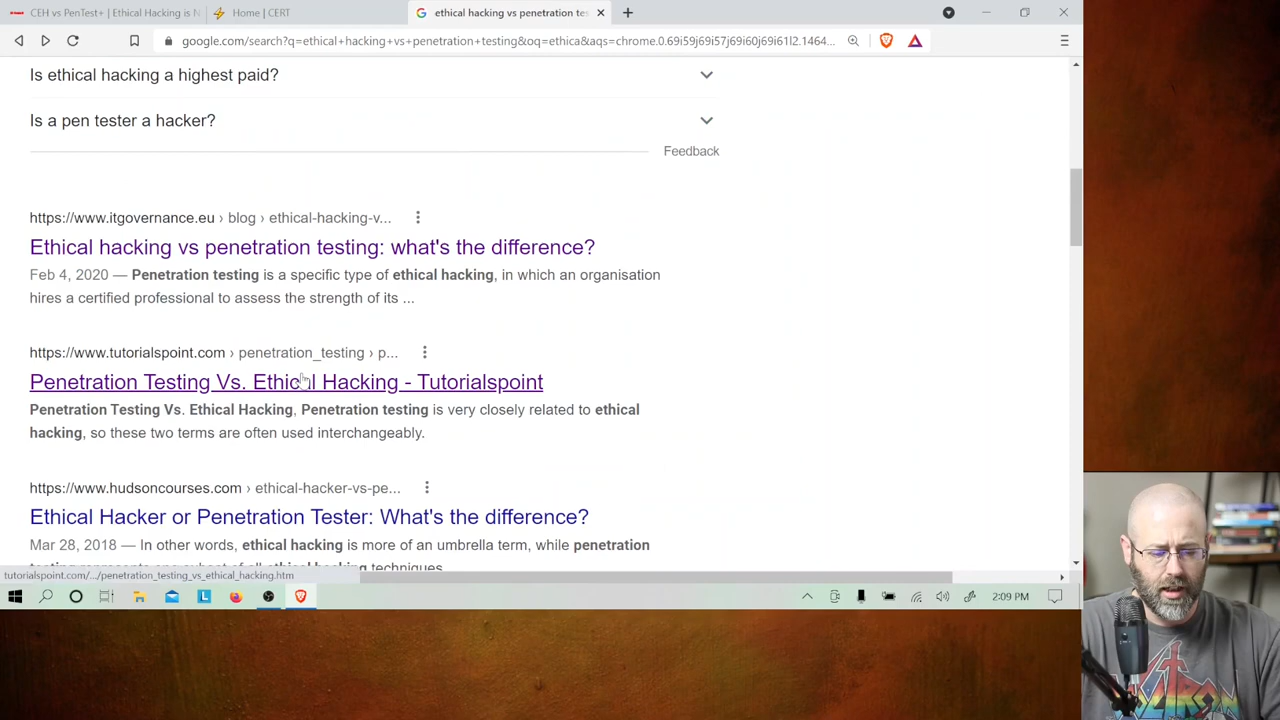 CEH vs PenTest+ | Ethical Hacking is N
Home | CERT
ethical hacking vs penetration tes
google.com/search?q=ethical+hacking+vs+penetration+testing&oq=ethica&aqs=chrome.0.69i59j69i57j69i60j69i61l2.1464...
Is ethical hacking a highest paid?
Is a pen tester a hacker?
Feedback
https://www.itgovernance.eu › blog › ethical-hacking-v...
Ethical hacking vs penetration testing: what's the difference?
Feb 4, 2020 — Penetration testing is a specific type of ethical hacking, in which an organisation
hires a certified professional to assess the strength of its ...
https://www.tutorialspoint.com › penetration_testing › p...
Penetration Testing Vs. Ethical Hacking - Tutorialspoint
Penetration Testing Vs. Ethical Hacking, Penetration testing is very closely related to ethical
hacking, so these two terms are often used interchangeably.
https://www.hudsoncourses.com › ethical-hacker-vs-pe...
Ethical Hacker or Penetration Tester: What's the difference?
Mar 28, 2018 — In other words, ethical hacking is more of an umbrella term, while penetration
tutorialspoint.com/.../penetration_testing_vs_ethical_hacking.htm
2:09 PM